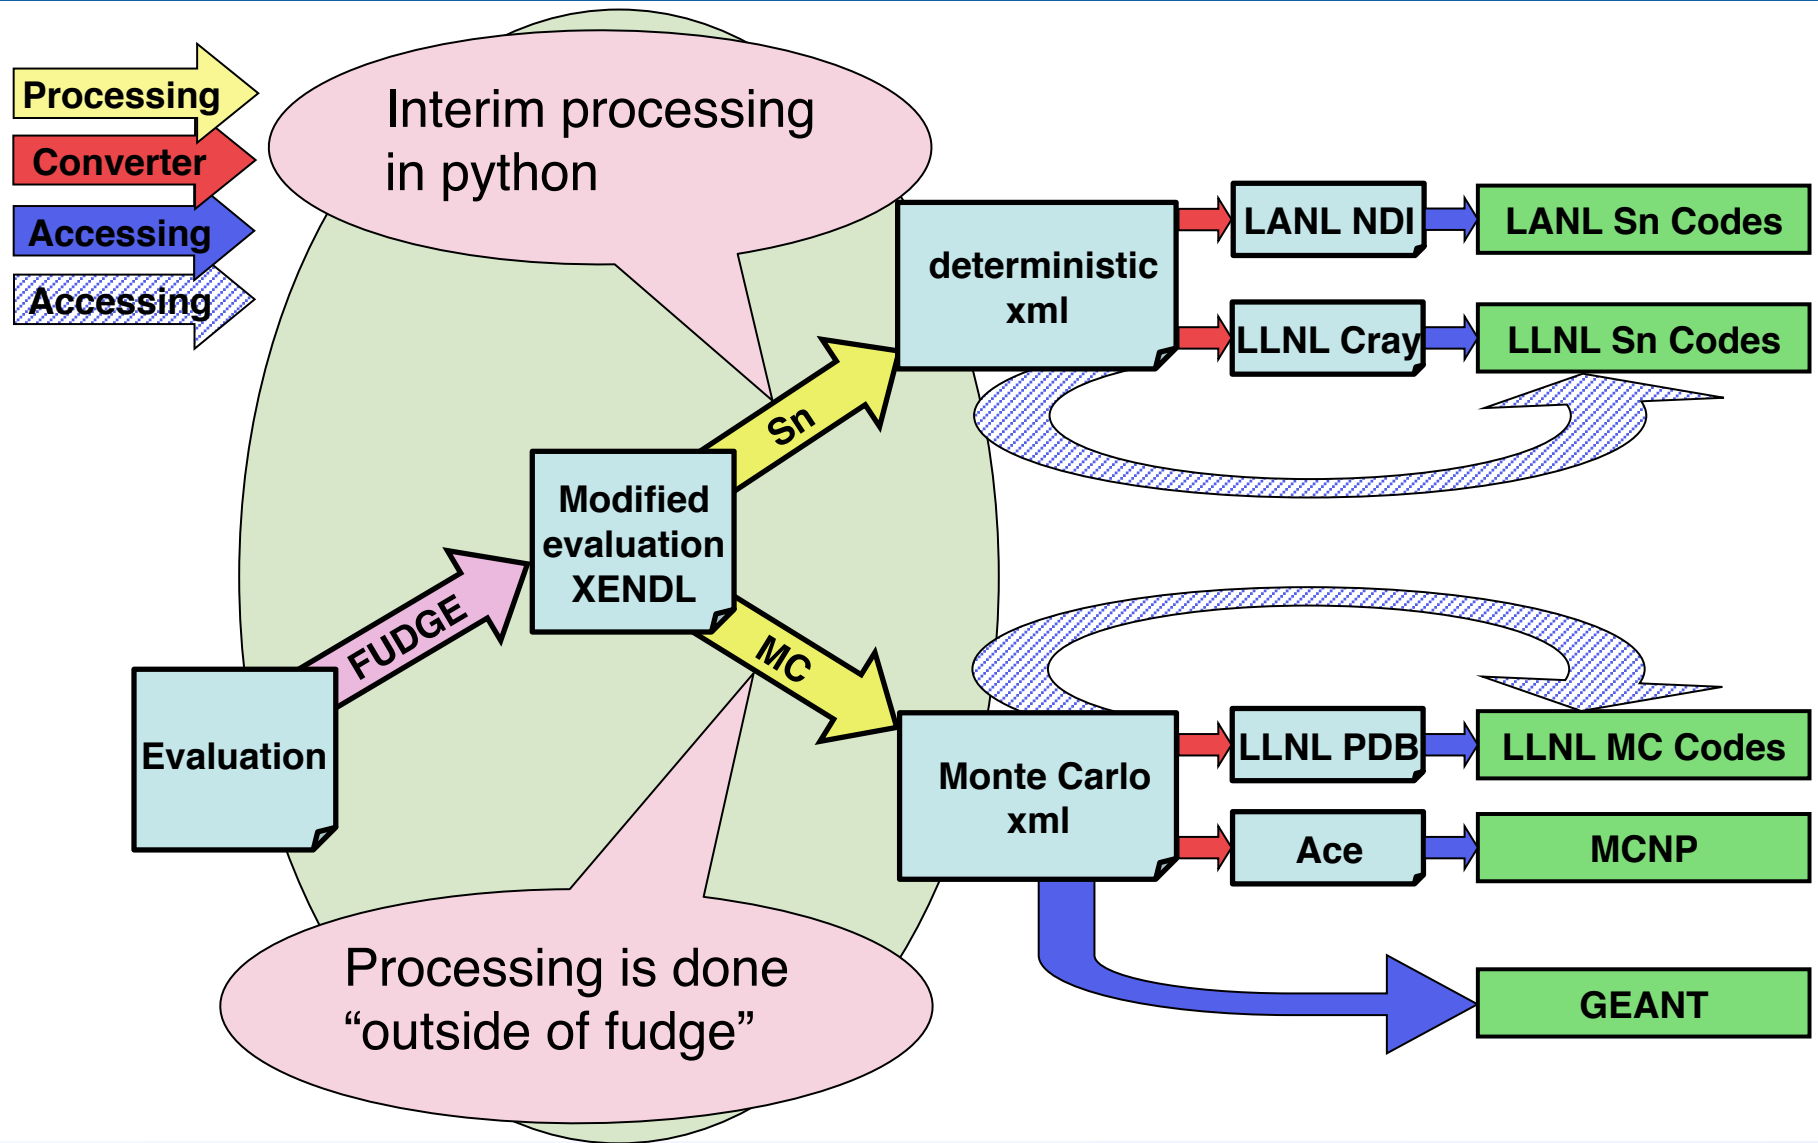 Processing
Converter
Accessing
Accessing
Interim processing
in python
deterministic
xml
LANL NDI
LANL Sn Codes
LLNL Cray
LLNL Sn Codes
Sn
Modified
evaluation
XENDL
FUDGE
MC
Evaluation
Monte Carlo
xml
LLNL PDB
LLNL MC Codes
Ace
MCNP
GEANT
Processing is done
“outside of fudge”